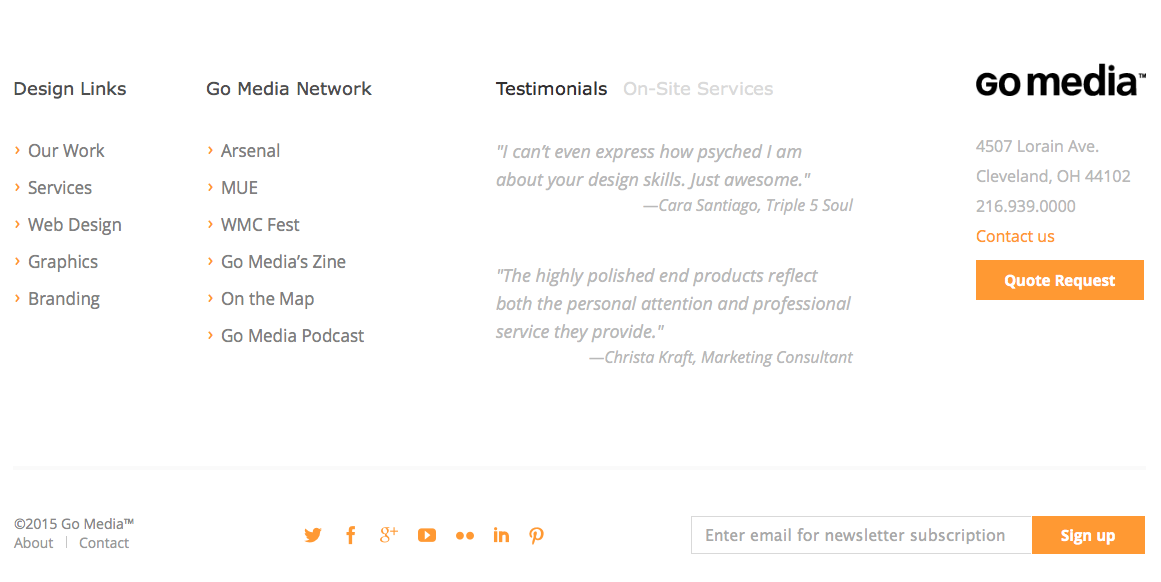 Design Links
› Our Work
› Services
› Web Design
› Graphics
› Branding
Go Media Network
› Arsenal
› MUE
› WMC Fest
› Go Media’s Zine
› On the Map
› Go Media Podcast
Testimonials On-Site Services
"I can’t even express how psyched I am
about your design skills. Just awesome."
—Cara Santiago, Triple 5 Soul
"The highly polished end products reflect
both the personal attention and professional
service they provide."
—Christa Kraft, Marketing Consultant
GO media™
4507 Lorain Ave.
Cleveland, OH 44102
216.939.0000
Contact us
Quote Request
©2015 Go Media™
About | Contact
Enter email for newsletter subscription
Sign up